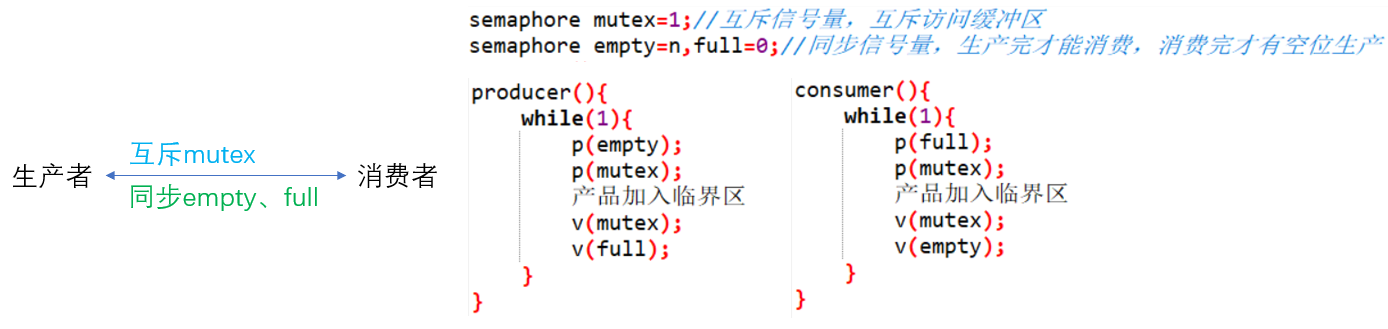 生产者
互斥mutex
同步empty、full
消费者
semaphore mutex=1;//互斥信号量，互斥访问缓冲区
semaphore empty=n,full=0;//同步信号量，生产完才能消费，消费完才有空位生产
producer(){
while(1){
p(empty);
p(mutex);
产品加入临界区
v(mutex);
v(full);
}
}
consumer(){
while(1){
p(full);
p(mutex);
产品加入临界区
v(mutex);
v(empty);
}
}